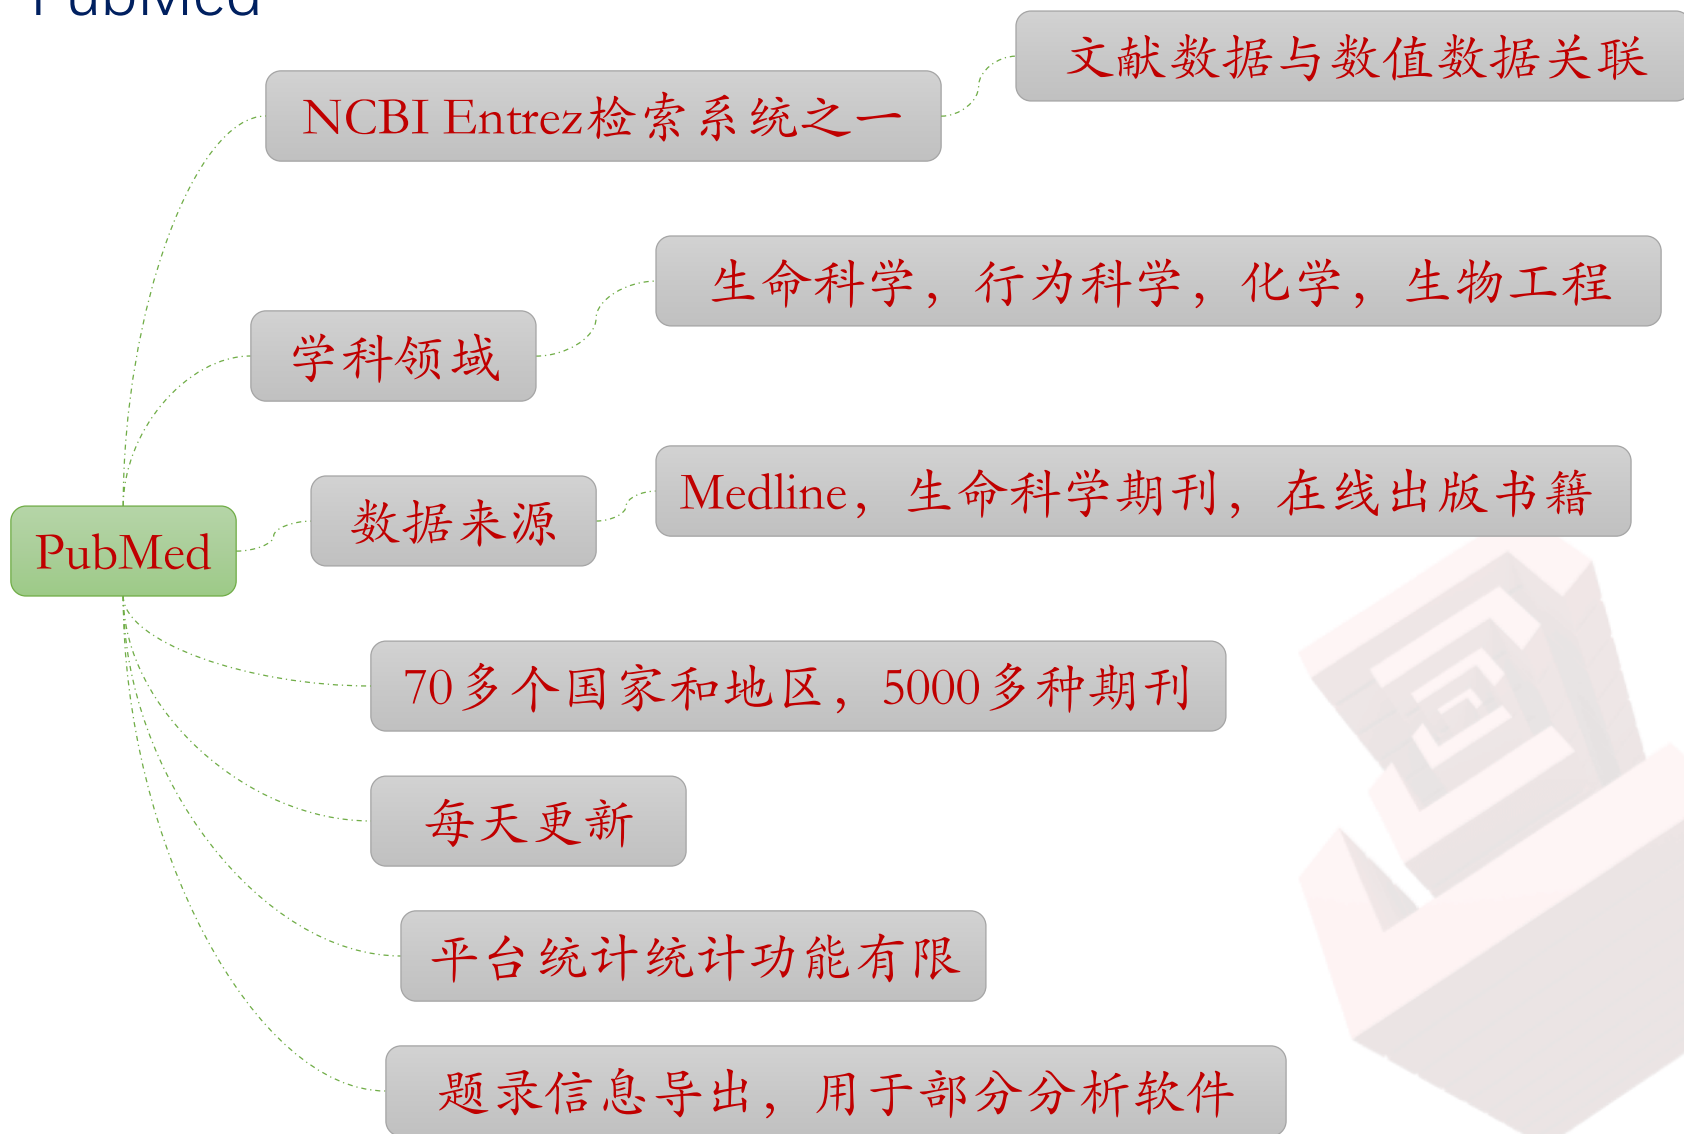 PubMed
文献数据与数值数据关联
NCBI Entrez检索系统之一
生命科学，行为科学，化学，生物工程
学科领域
Medline，生命科学期刊，在线出版书籍
数据来源
PubMed
70多个国家和地区，5000多种期刊
每天更新
平台统计统计功能有限
题录信息导出，用于部分分析软件